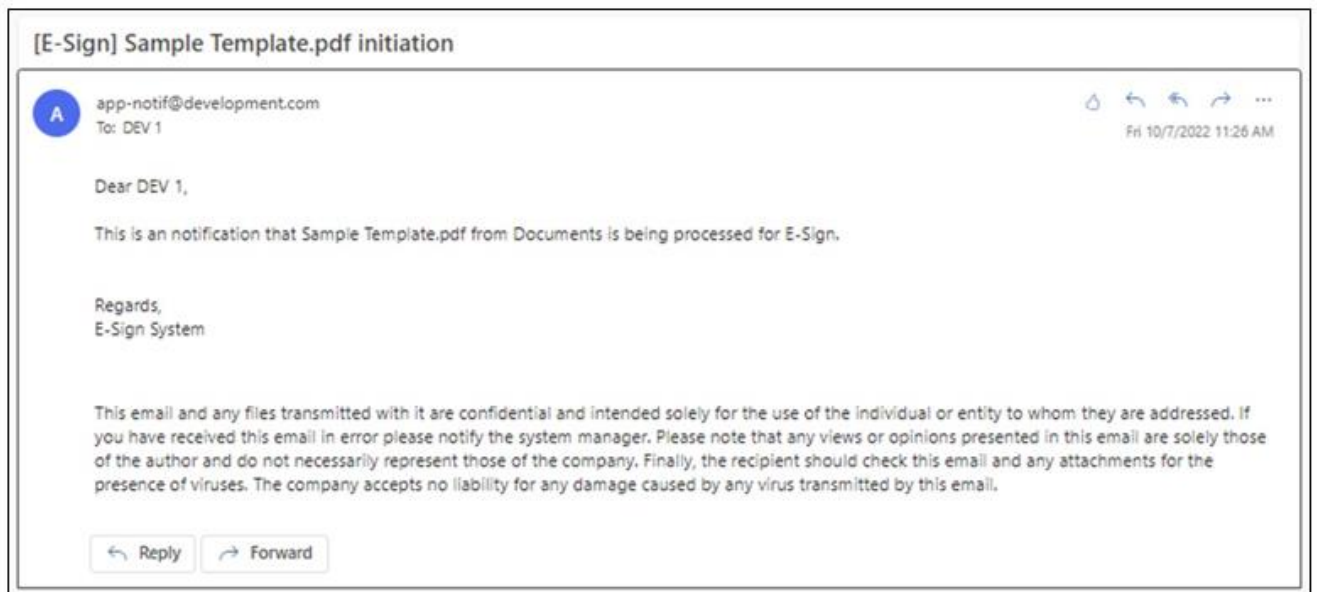 [E-Sign] Sample Template.pdf initiation
A
app-notif@development.com
To: DEV 1
Fri 10/7/2022 11:26 AM
Dear DEV 1,
This is an notification that Sample Template.pdf from Documents is being processed for E-Sign.
Regards,
E-Sign System
This email and any files transmitted with it are confidential and intended solely for the use of the individual or entity to whom they are addressed. If
you have received this email in error please notify the system manager. Please note that any views or opinions presented in this email are solely those
of the author and do not necessarily represent those of the company. Finally, the recipient should check this email and any attachments for the
presence of viruses. The company accepts no liability for any damage caused by any virus transmitted by this email.
Reply Forward